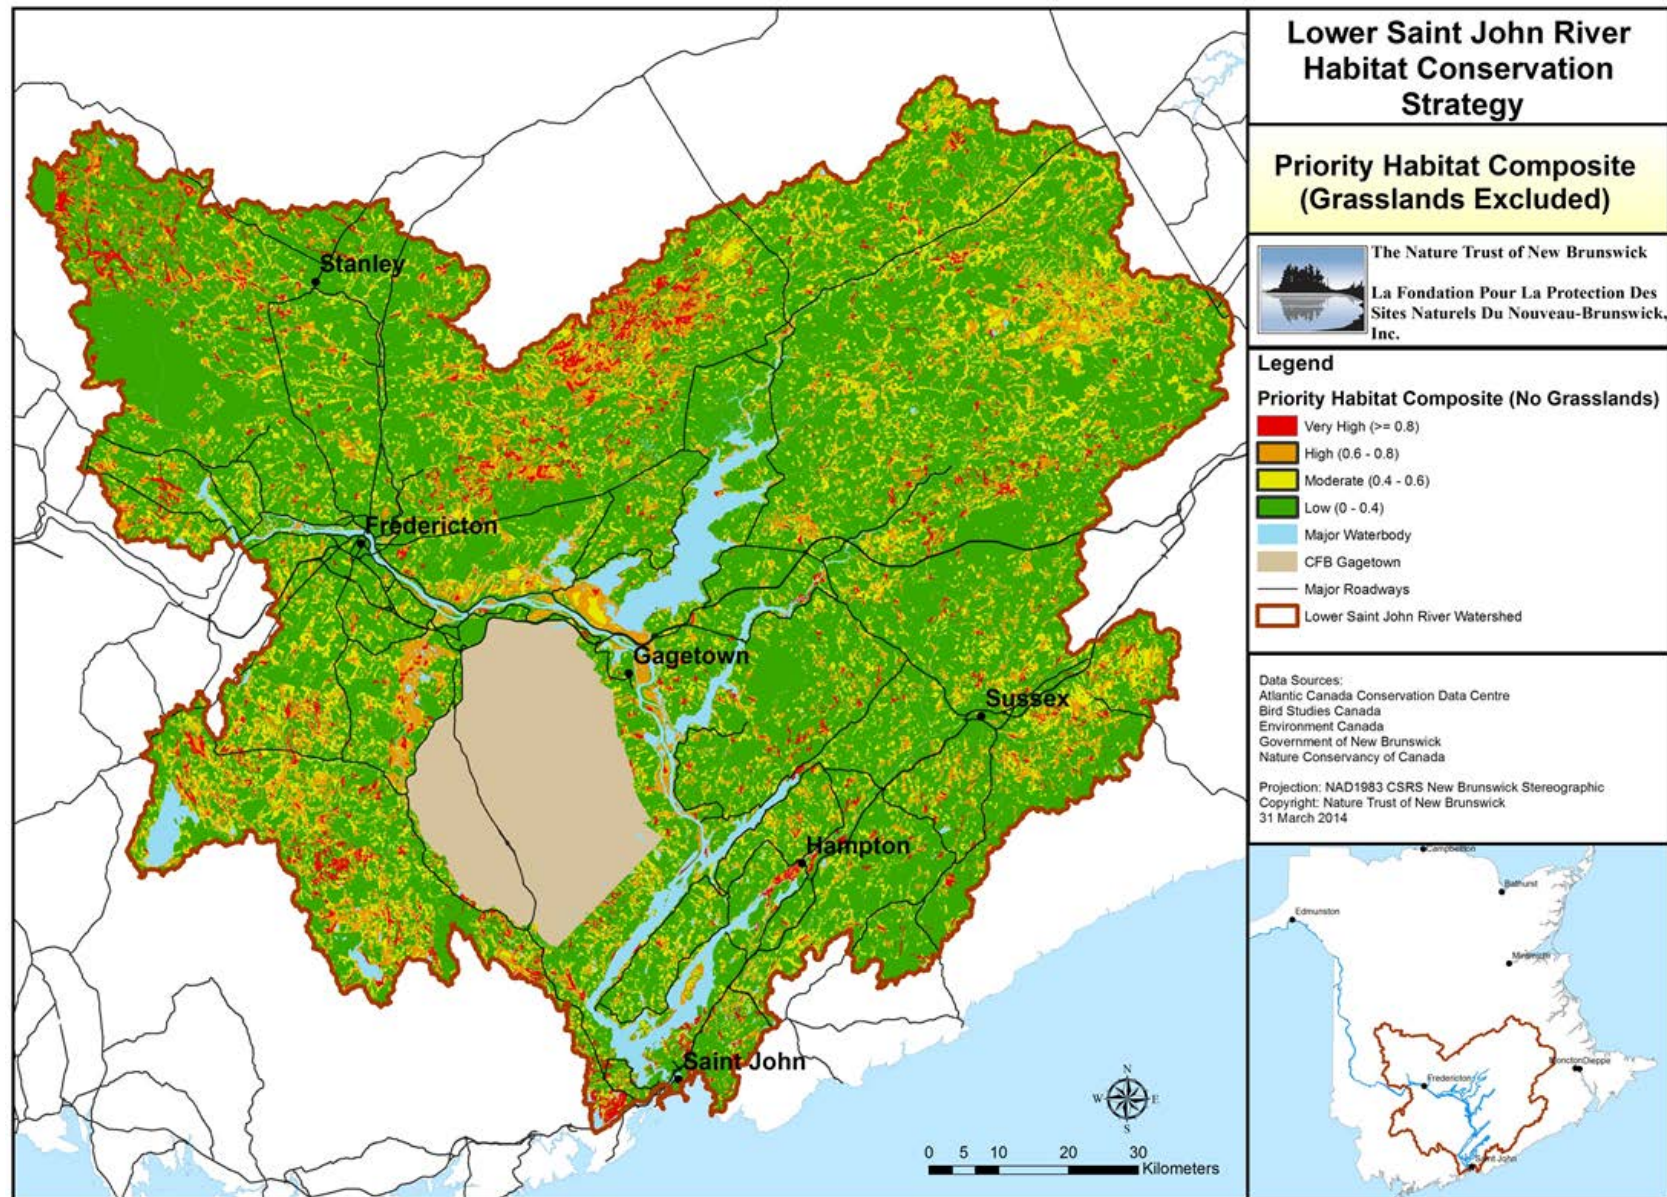 Lower Saint John River
Habitat Conservation
Strategy
Priority Habitat Composite
(Grasslands Excluded)
The Nature Trust of New Brunswick
La Fondation Pour La Protection Des
Sites Naturels Du Nouveau-Brunswick,
Inc.
Legend
Priority Habitat Composite (No Grasslands)
Very High (>= 0.8)
High (0.6 - 0.8)
Moderate (0.4 - 0.6)
Low (0 - 0.4)
Major Waterbody
CFB Gagetown
Major Roadways
Lower Saint John River Watershed
Data Sources:
Atlantic Canada Conservation Data Centre
Bird Studies Canada
Environment Canada
Government of New Brunswick
Nature Conservancy of Canada
Projection: NAD1983 CSRS New Brunswick Stereographic
Copyright: Nature Trust of New Brunswick
31 March 2014
Stanley
Fredericton
Gagetown
Sussex
Hampton
Saint John
N
W E
S
0 5 10 20 30
Kilometers
Campbellton
Bathurst
Edmunston
Miramichi
MonctonDieppe
Fredericton
Saint John